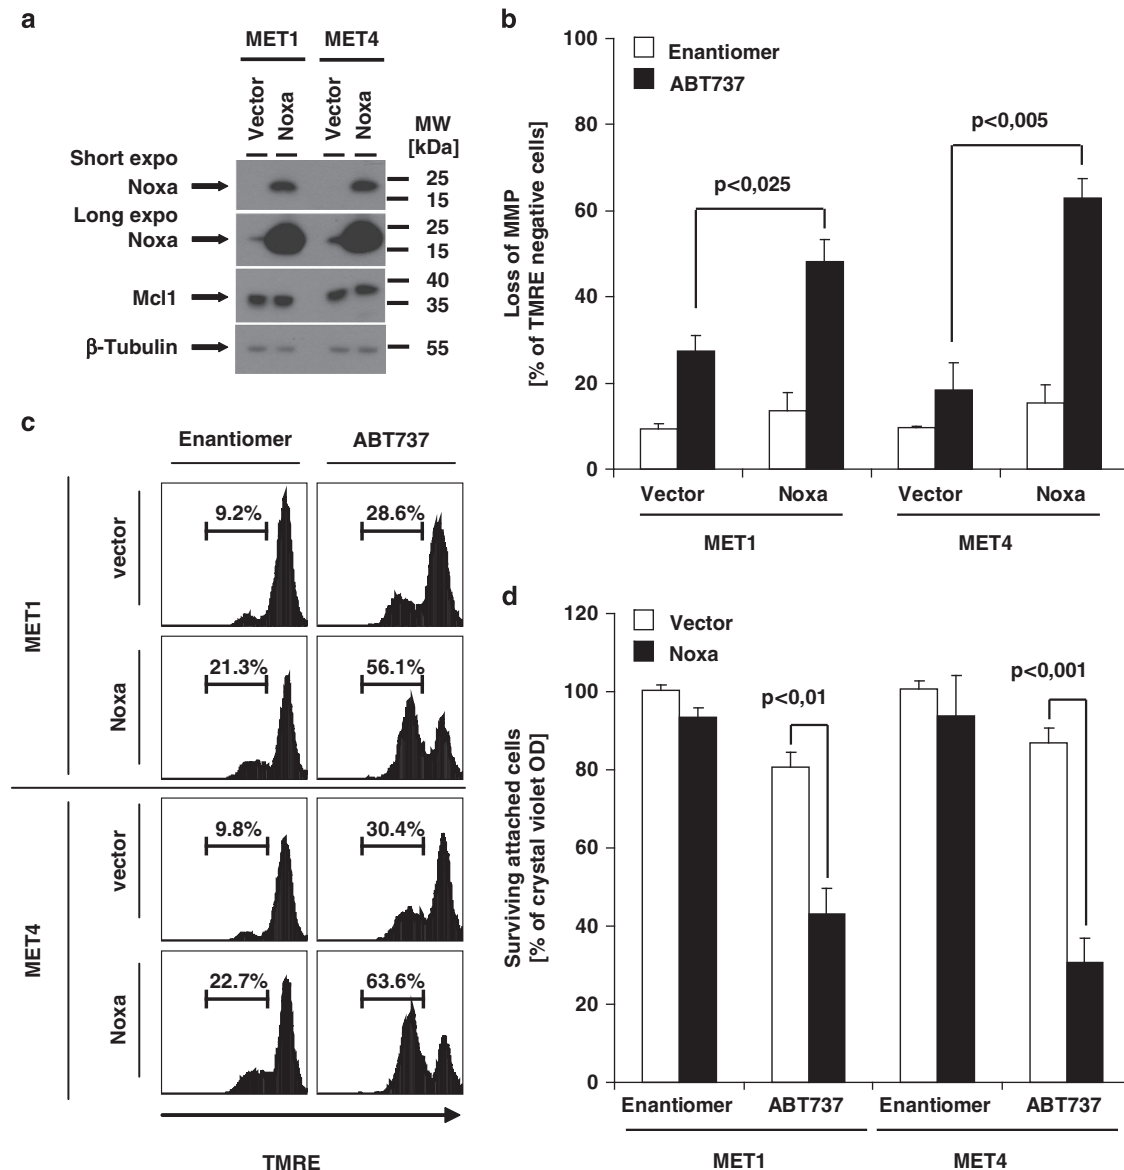 a
MET1 MET4
Vector Noxa Vector Noxa
MW
[kDa]
Short expo
Noxa
25
15
Long expo
Noxa
25
15
Mcl1
40
35
β-Tubulin
55
b
Enantiomer
ABT737
Loss of MMP
[% of TMRE negative cells]
100
80
60
40
20
0
p<0,025
p<0,005
Vector Noxa Vector Noxa
MET1 MET4
c
Enantiomer ABT737
MET1
vector
9.2% 28.6%
Noxa
21.3% 56.1%
MET4
vector
9.8% 30.4%
Noxa
22.7% 63.6%
TMRE
d
Vector
Noxa
Surviving attached cells
[% of crystal violet OD]
120
100
80
60
40
20
0
p<0,01
p<0,001
Enantiomer ABT737 Enantiomer ABT737
MET1 MET4